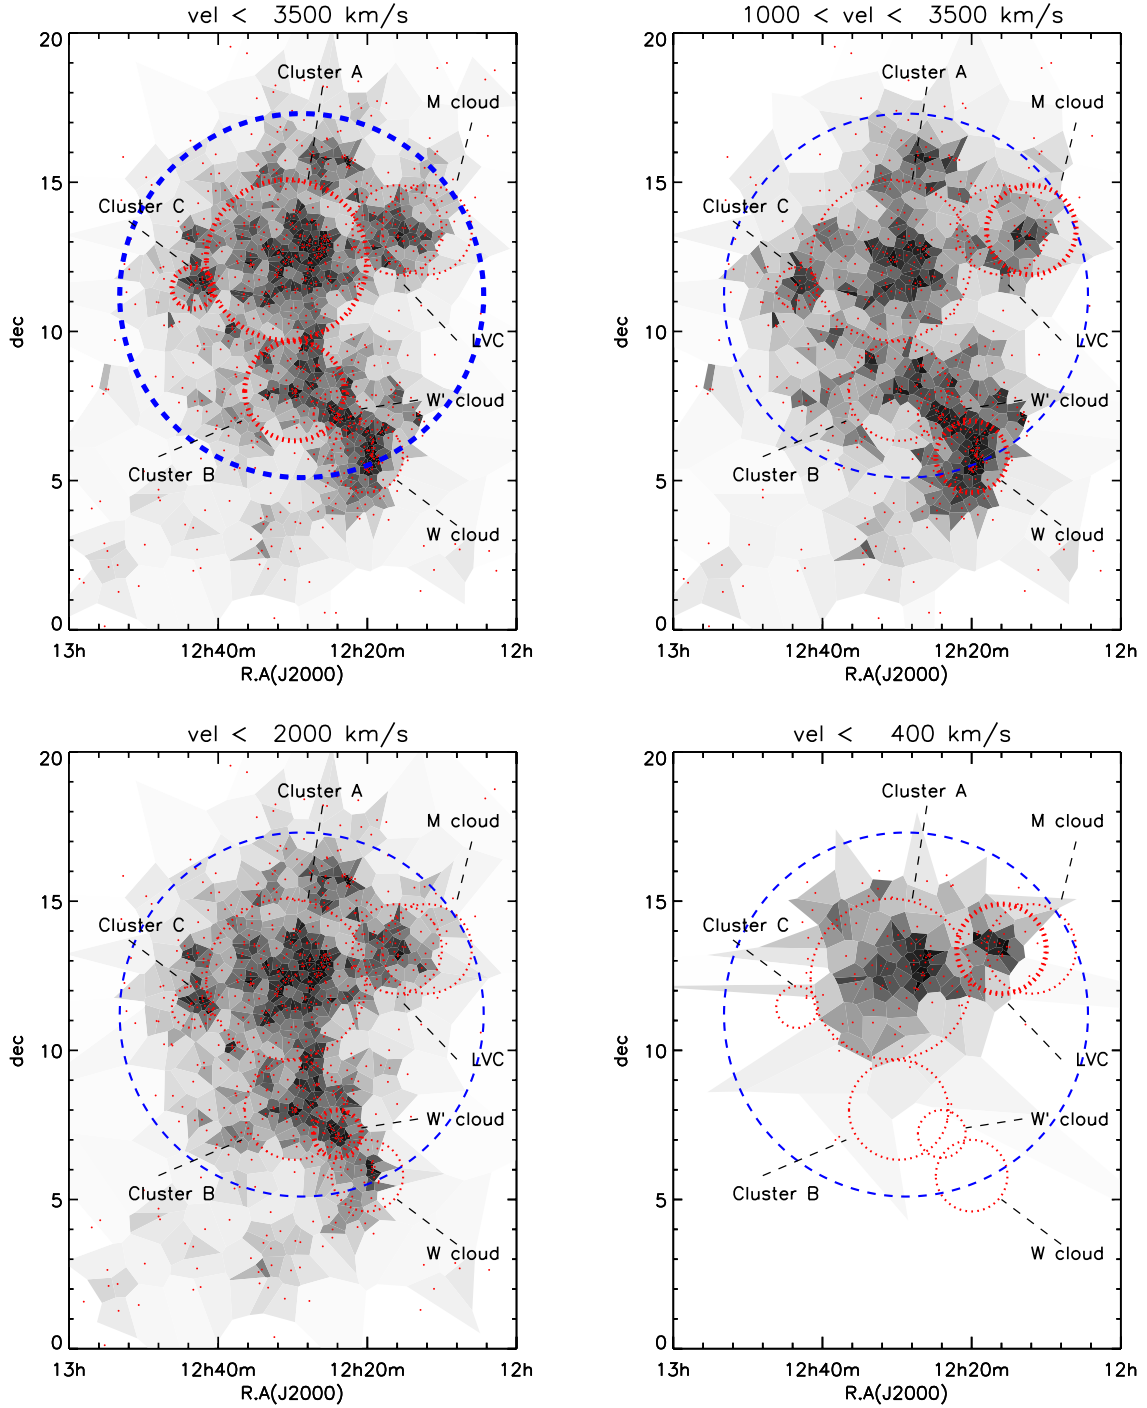 vel < 3500 km/s
20
15
10
5
0
dec
Cluster A
M cloud
Cluster C
LVC
W' cloud
Cluster B
W cloud
13h 12h40m 12h20m 12h
R.A(J2000)
1000 < vel < 3500 km/s
20
15
10
5
0
dec
Cluster A
M cloud
Cluster C
LVC
W' cloud
Cluster B
W cloud
13h 12h40m 12h20m 12h
R.A(J2000)
vel < 2000 km/s
20
15
10
5
0
dec
Cluster A
M cloud
Cluster C
LVC
W' cloud
Cluster B
W cloud
13h 12h40m 12h20m 12h
R.A(J2000)
vel < 400 km/s
20
15
10
5
0
dec
Cluster A
M cloud
Cluster C
LVC
W' cloud
Cluster B
W cloud
13h 12h40m 12h20m 12h
R.A(J2000)